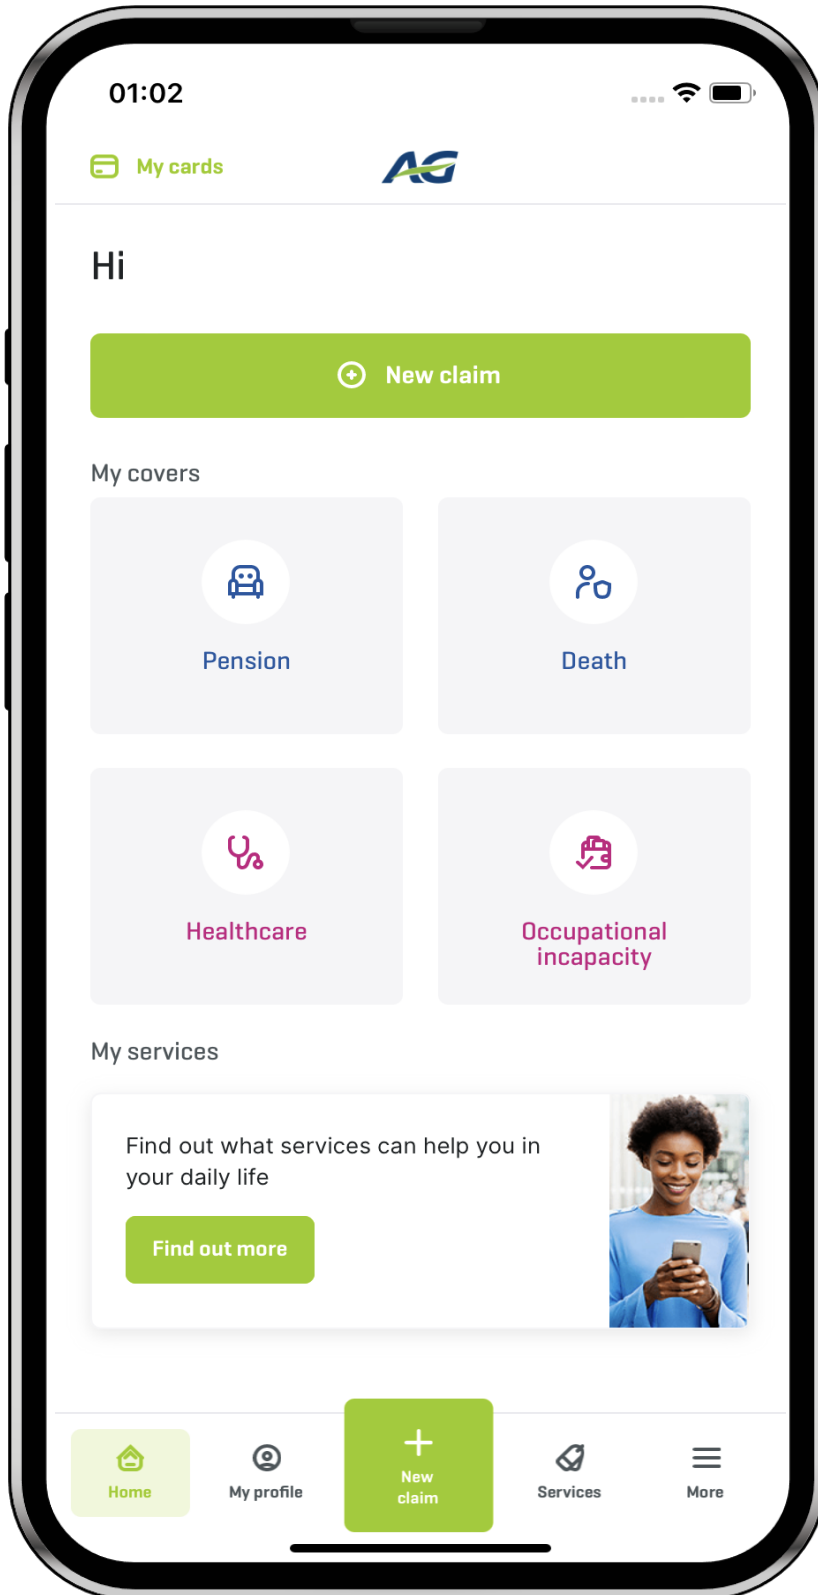 01:02
My cards
AG
Hi
New claim
My covers
Pension
Death
Healthcare
Occupational
incapacity
My services
Find out what services can help you in
your daily life
Find out more
Home
My profile
New
claim
Services
More